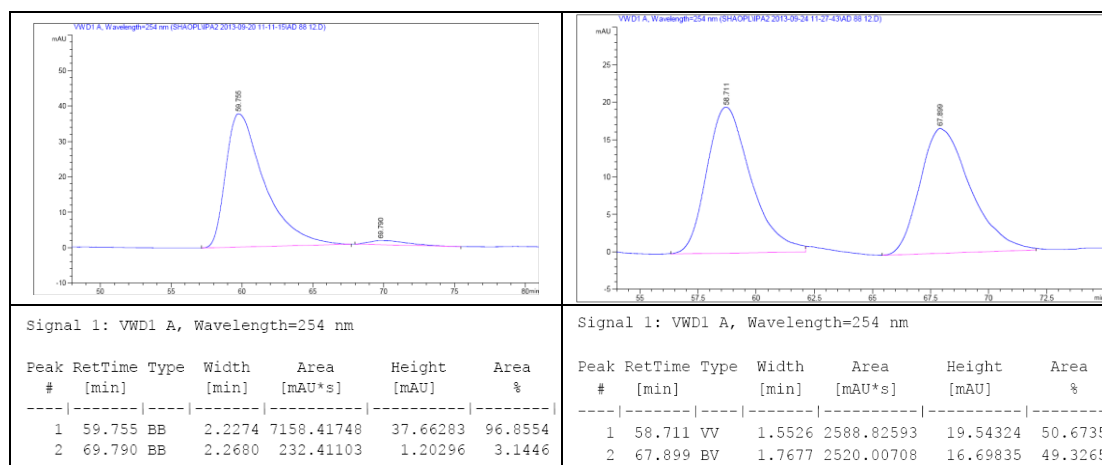 VWD1 A, Wavelength=254 nm (SHAOPL\IPA2 2013-09-20 11-11-15\AD 88 12.D)
mAU
50
40
30
20
10
0
-10
59.755
69.790
50 55 60 65 70 75 80 min
Signal 1: VWD1 A, Wavelength=254 nm
Peak RetTime Type Width Area Height Area
# [min] [min] [mAU*s] [mAU] %
----|-------|----|-------|----------|----------|--------|
1 59.755 BB 2.2274 7158.41748 37.66283 96.8554
2 69.790 BB 2.2680 232.41103 1.20296 3.1446
VWD1 A, Wavelength=254 nm (SHAOPL\IPA2 2013-09-24 11-27-43\AD 88 12.D)
mAU
25
20
15
10
5
0
-5
58.711
67.899
55 57.5 60 62.5 65 67.5 70 72.5 min
Signal 1: VWD1 A, Wavelength=254 nm
Peak RetTime Type Width Area Height Area
# [min] [min] [mAU*s] [mAU] %
----|-------|----|-------|----------|----------|--------
1 58.711 VV 1.5526 2588.82593 19.54324 50.6735
2 67.899 BV 1.7677 2520.00708 16.69835 49.3265